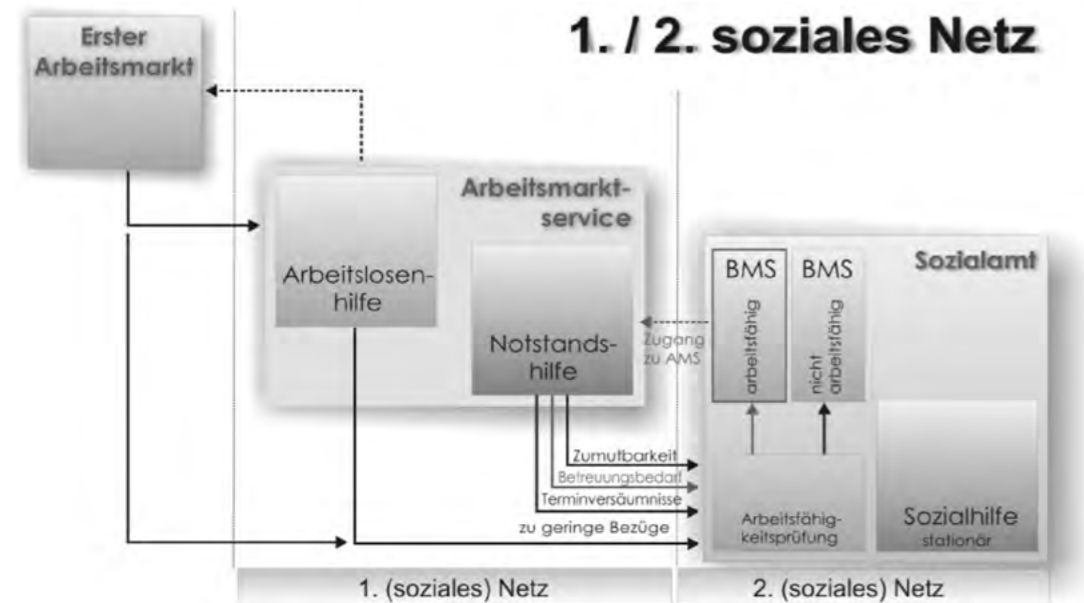 1. / 2. soziales Netz
Erster
Arbeitsmarkt
Arbeitsmarkt-
service
Arbeitslosen-
hilfe
Notstands-
hilfe
Zugang
zu AMS
Sozialamt
BMS
arbeitsfähig
BMS
nicht
arbeitsfähig
Zumutbarkeit
Betreuungsbedarf
Terminversäumnisse
zu geringe Bezüge
Arbeitsfähig-
keitsprüfung
Sozialhilfe
stationär
1. (soziales) Netz
2. (soziales) Netz